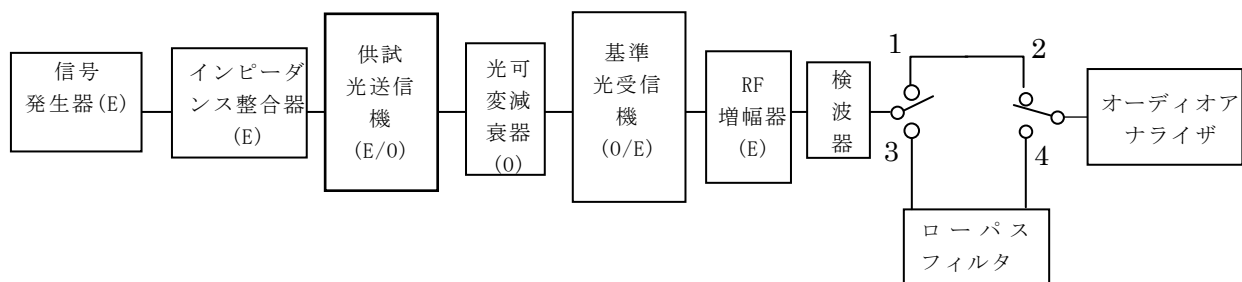 信号
発生器(E)
インピーダ
ンス整合器
(E)
供試
光送信
機
(E/O)
光可
変減
衰器
(O)
基準
光受信
機
(O/E)
RF
増幅器
(E)
検
波
器
1
2
3
4
オーディオア
ナライザ
ローパス
フィルタ